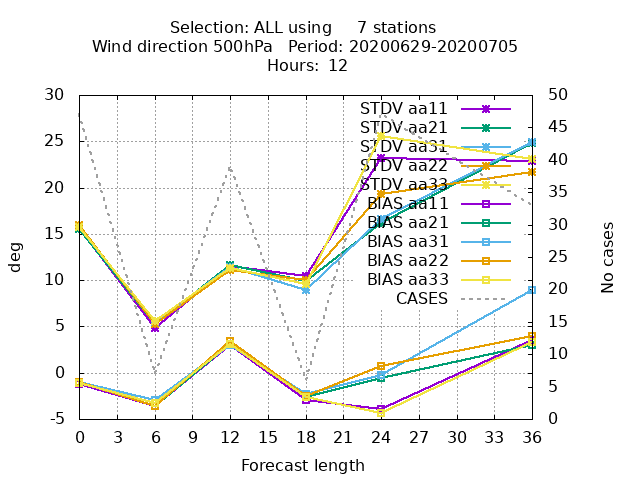 Selection: ALL using 7 stations
Wind direction 500hPa Period: 20200629-20200705
Hours: 12
30 50
25 45
20 40
15 35
10 30
5 25
0 20
-5 15
10
5
0
deg
No cases
STDV aa11
STDV aa21
STDV aa31
STDV aa22
STDV aa33
BIAS aa11
BIAS aa21
BIAS aa31
BIAS aa22
BIAS aa33
CASES
0 3 6 9 12 15 18 21 24 27 30 33 36
Forecast length